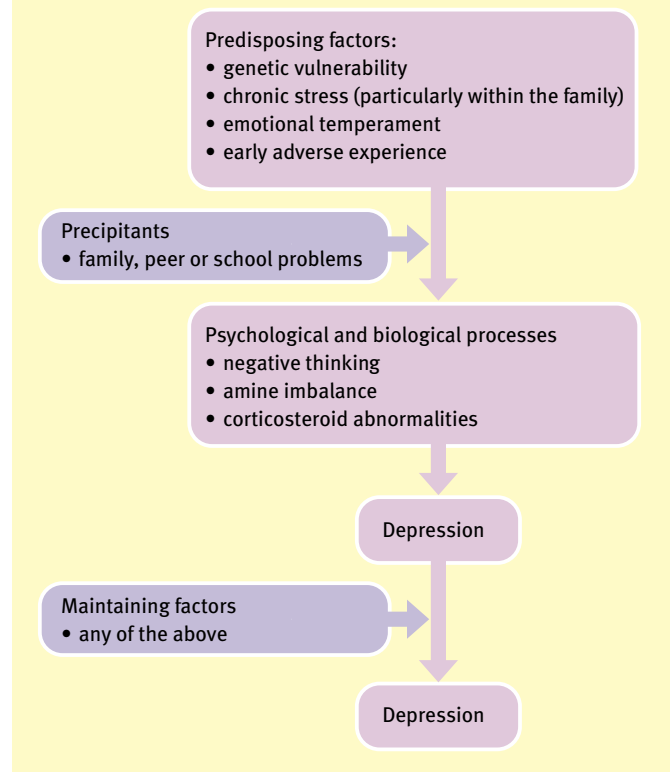 Predisposing factors:
• genetic vulnerability
• chronic stress (particularly within the family)
• emotional temperament
• early adverse experience
Precipitants
• family, peer or school problems
Psychological and biological processes
• negative thinking
• amine imbalance
• corticosteroid abnormalities
Depression
Maintaining factors
• any of the above
Depression